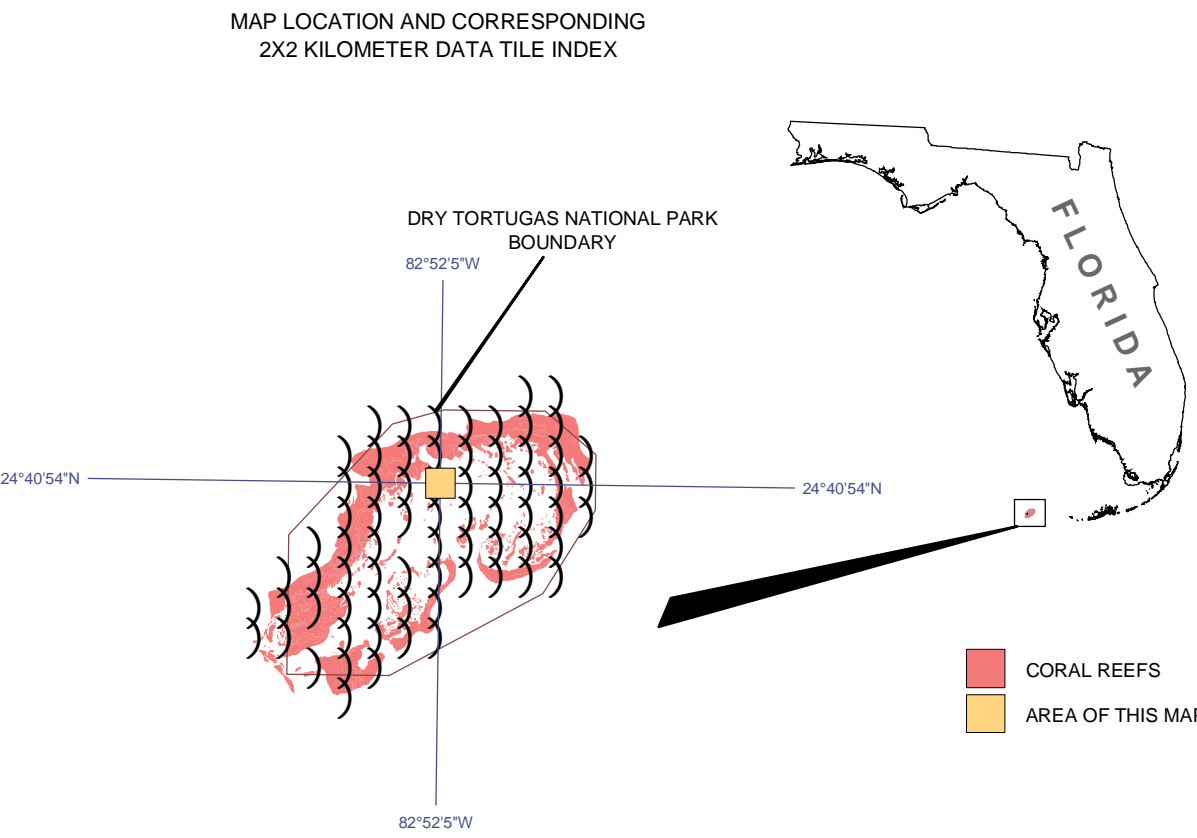 MAP LOCATION AND CORRESPONDING
2X2 KILOMETER DATA TILE INDEX
FLORIDA
DRY TORTUGAS NATIONAL PARK
BOUNDARY
82°52'5"W
24°40'54"N
24°40'54"N
CORAL REEFS
AREA OF THIS MAP
82°52'5"W